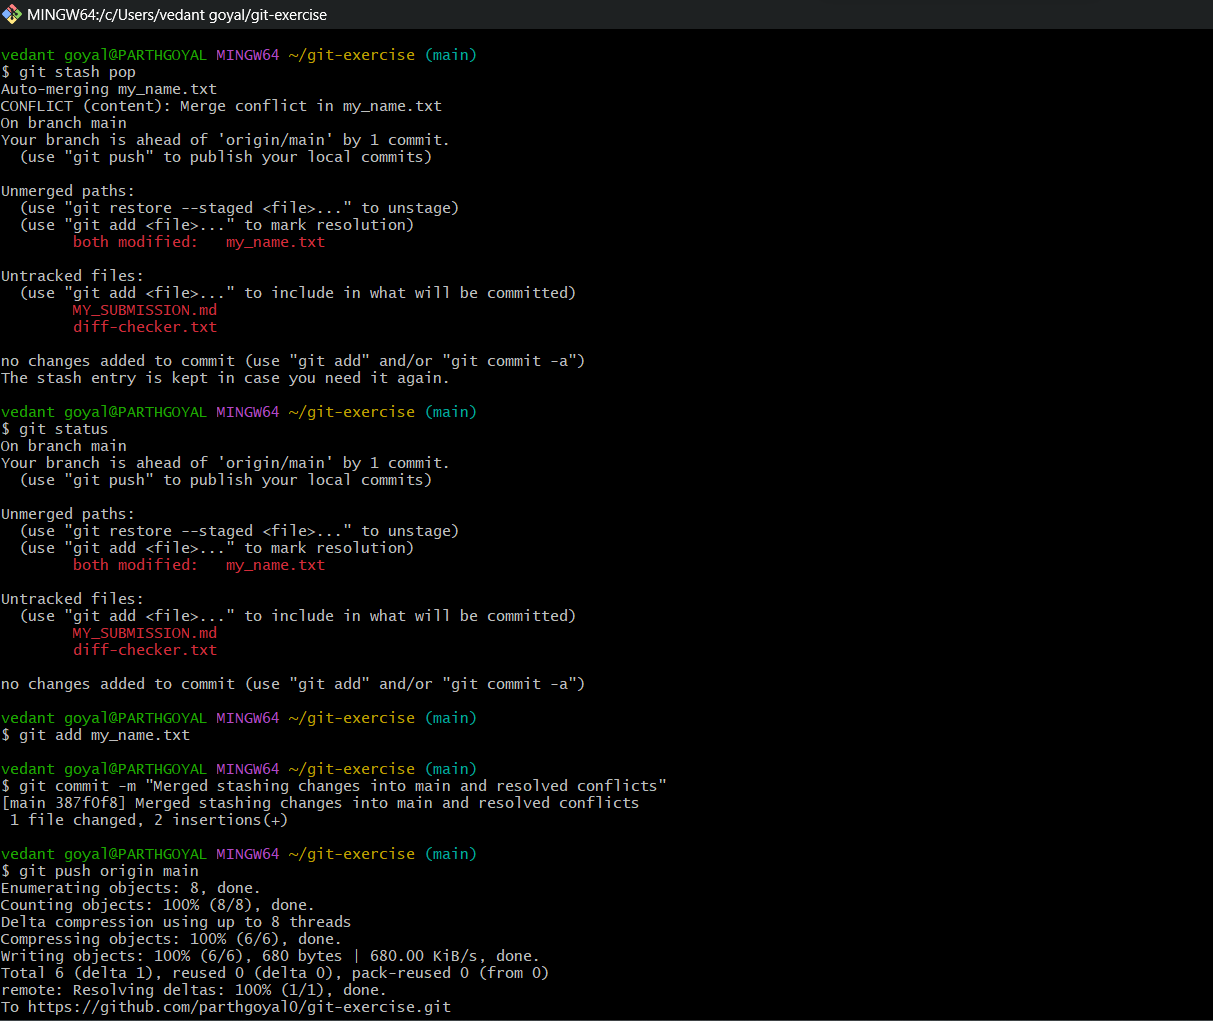 MINGW64:/c/Users/vedant goyal/git-exercise
vedant goyal@PARTHGOYAL MINGW64 ~/git-exercise (main)
$ git stash pop
Auto-merging my_name.txt
CONFLICT (content): Merge conflict in my_name.txt
On branch main
Your branch is ahead of 'origin/main' by 1 commit.
  (use "git push" to publish your local commits)

Unmerged paths:
  (use "git restore --staged <file>..." to unstage)
  (use "git add <file>..." to mark resolution)
        both modified:   my_name.txt

Untracked files:
  (use "git add <file>..." to include in what will be committed)
        MY_SUBMISSION.md
        diff-checker.txt

no changes added to commit (use "git add" and/or "git commit -a")
The stash entry is kept in case you need it again.

vedant goyal@PARTHGOYAL MINGW64 ~/git-exercise (main)
$ git status
On branch main
Your branch is ahead of 'origin/main' by 1 commit.
  (use "git push" to publish your local commits)

Unmerged paths:
  (use "git restore --staged <file>..." to unstage)
  (use "git add <file>..." to mark resolution)
        both modified:   my_name.txt

Untracked files:
  (use "git add <file>..." to include in what will be committed)
        MY_SUBMISSION.md
        diff-checker.txt

no changes added to commit (use "git add" and/or "git commit -a")

vedant goyal@PARTHGOYAL MINGW64 ~/git-exercise (main)
$ git add my_name.txt

vedant goyal@PARTHGOYAL MINGW64 ~/git-exercise (main)
$ git commit -m "Merged stashing changes into main and resolved conflicts"
[main 387f0f8] Merged stashing changes into main and resolved conflicts
 1 file changed, 2 insertions(+)

vedant goyal@PARTHGOYAL MINGW64 ~/git-exercise (main)
$ git push origin main
Enumerating objects: 8, done.
Counting objects: 100% (8/8), done.
Delta compression using up to 8 threads
Compressing objects: 100% (6/6), done.
Writing objects: 100% (6/6), 680 bytes | 680.00 KiB/s, done.
Total 6 (delta 1), reused 0 (delta 0), pack-reused 0 (from 0)
remote: Resolving deltas: 100% (1/1), done.
To https://github.com/parthgoyal0/git-exercise.git